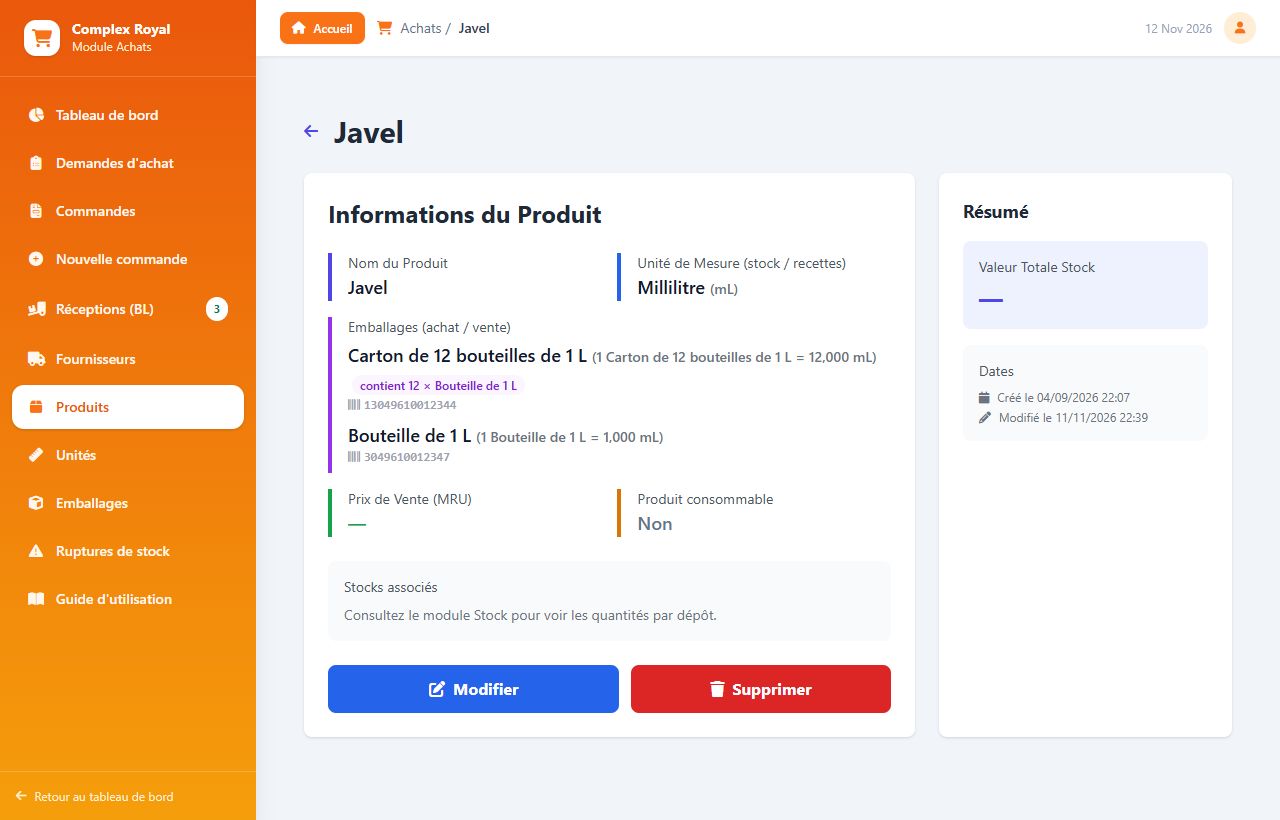 Complex Royal
Module Achats
Tableau de bord
Demandes d'achat
Commandes
Nouvelle commande
Réceptions (BL) 3
Fournisseurs
Produits
Unités
Emballages
Ruptures de stock
Guide d'utilisation
Retour au tableau de bord
Accueil Achats / Javel
12 Nov 2026
Javel
Informations du Produit
Nom du Produit
Javel
Unité de Mesure (stock / recettes)
Millilitre (mL)
Emballages (achat / vente)
Carton de 12 bouteilles de 1 L (1 Carton de 12 bouteilles de 1 L = 12,000 mL)
contient 12 × Bouteille de 1 L
13049610012344
Bouteille de 1 L (1 Bouteille de 1 L = 1,000 mL)
3049610012347
Prix de Vente (MRU)
—
Produit consommable
Non
Stocks associés
Consultez le module Stock pour voir les quantités par dépôt.
Modifier
Supprimer
Résumé
Valeur Totale Stock
—
Dates
Créé le 04/09/2026 22:07
Modifié le 11/11/2026 22:39